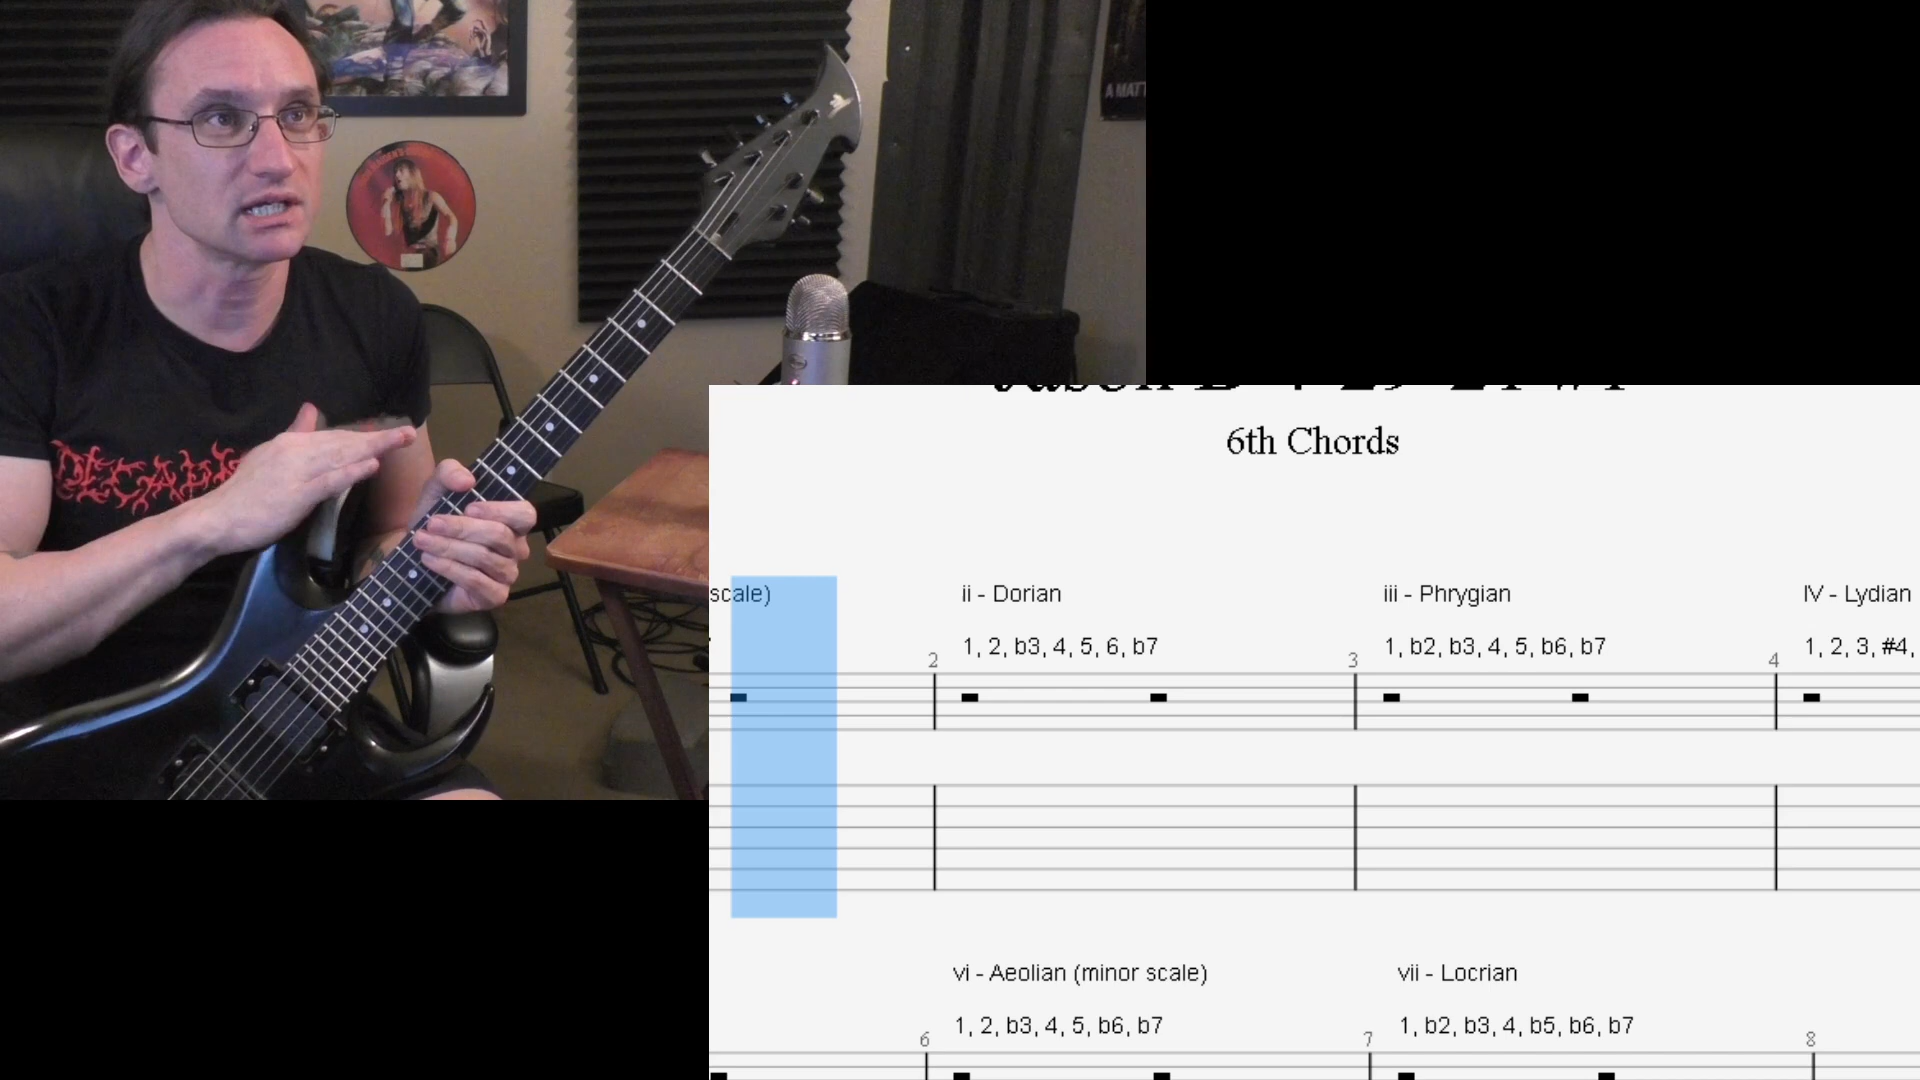 A MATT
DECAPI
6th Chords
scale)
ii - Dorian
iii - Phrygian
IV - Lydian
1, 2, b3, 4, 5, 6, b7
1, b2, b3, 4, 5, b6, b7
1, 2, 3, #4,
2
3
4
vi - Aeolian (minor scale)
vii - Locrian
1, 2, b3, 4, 5, b6, b7
1, b2, b3, 4, b5, b6, b7
6
7
8